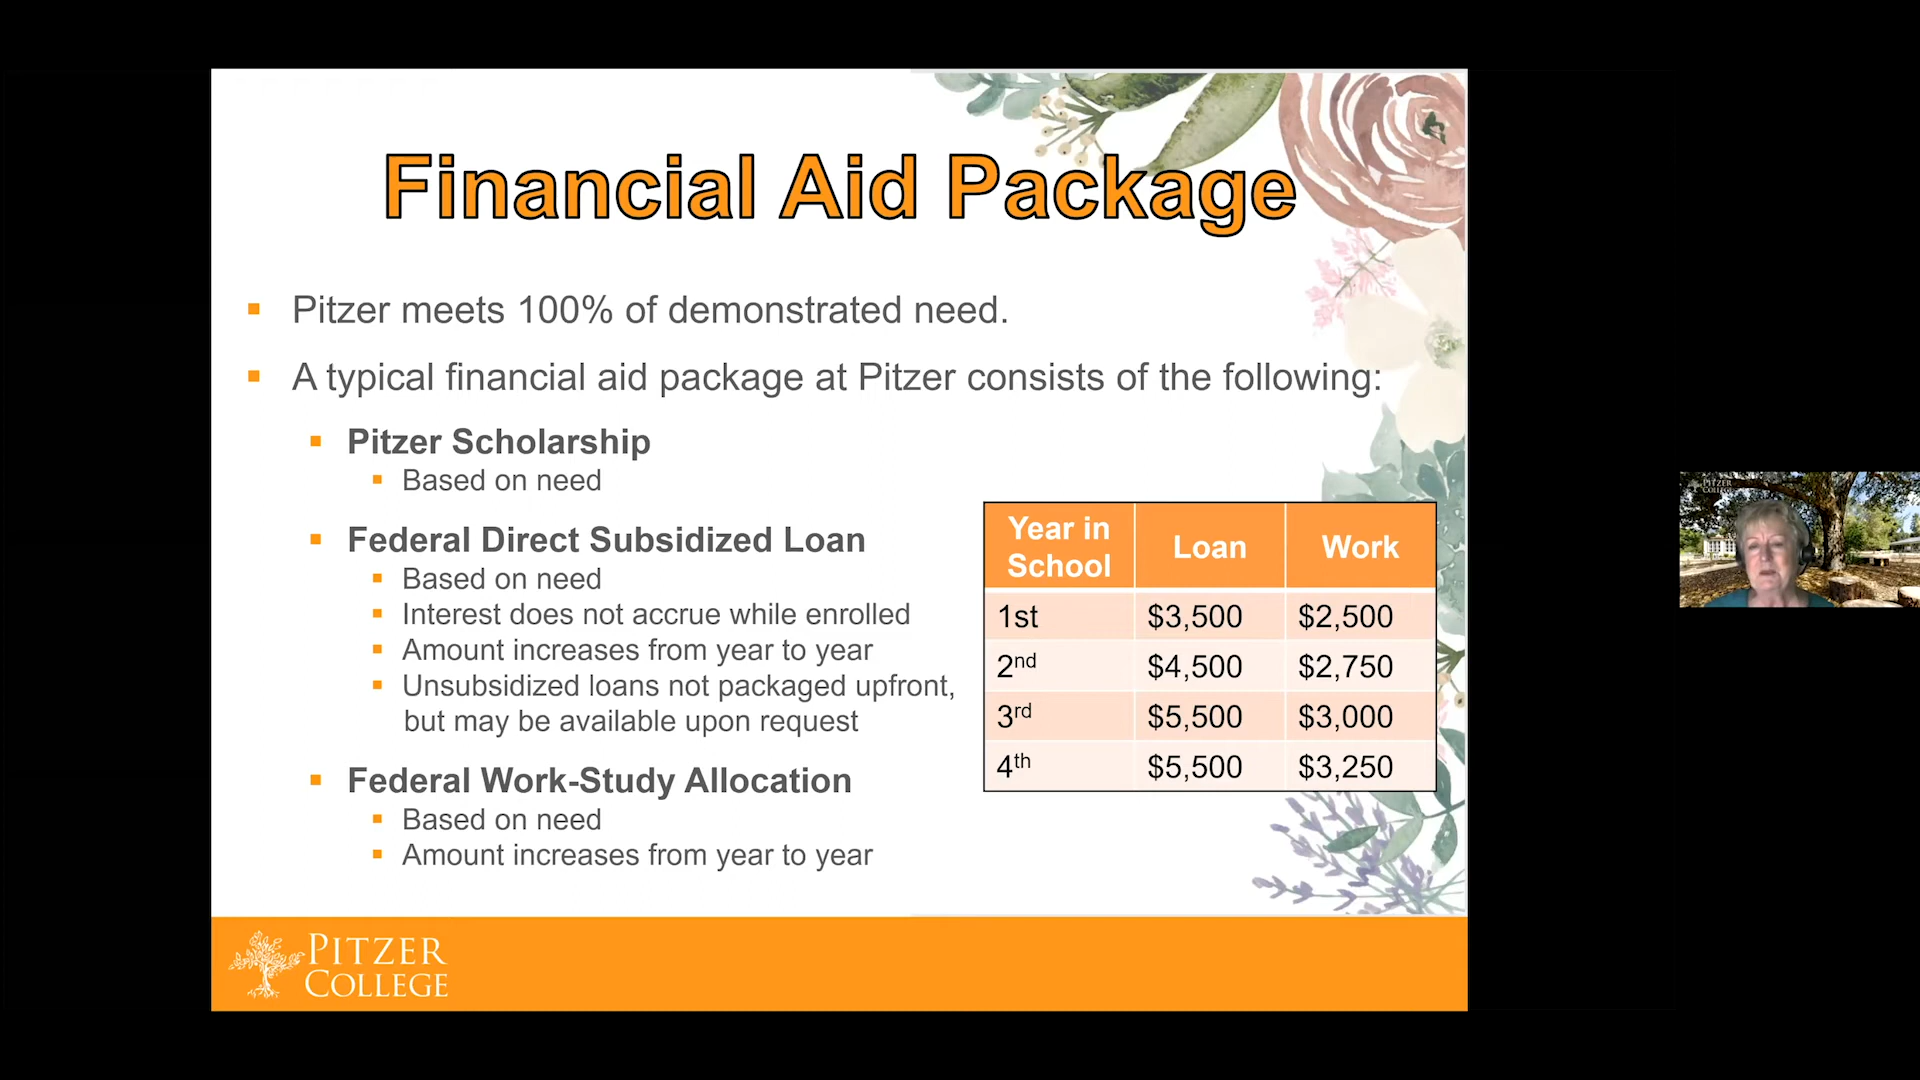 Financial Aid Package
Pitzer meets 100% of demonstrated need.
A typical financial aid package at Pitzer consists of the following:
Pitzer Scholarship
Based on need
Federal Direct Subsidized Loan
Based on need
Interest does not accrue while enrolled
Amount increases from year to year
Unsubsidized loans not packaged upfront,
but may be available upon request
Federal Work-Study Allocation
Based on need
Amount increases from year to year
Year in School Loan Work
1st $3,500 $2,500
2nd $4,500 $2,750
3rd $5,500 $3,000
4th $5,500 $3,250
PITZER
COLLEGE
PITZER
COLLEGE